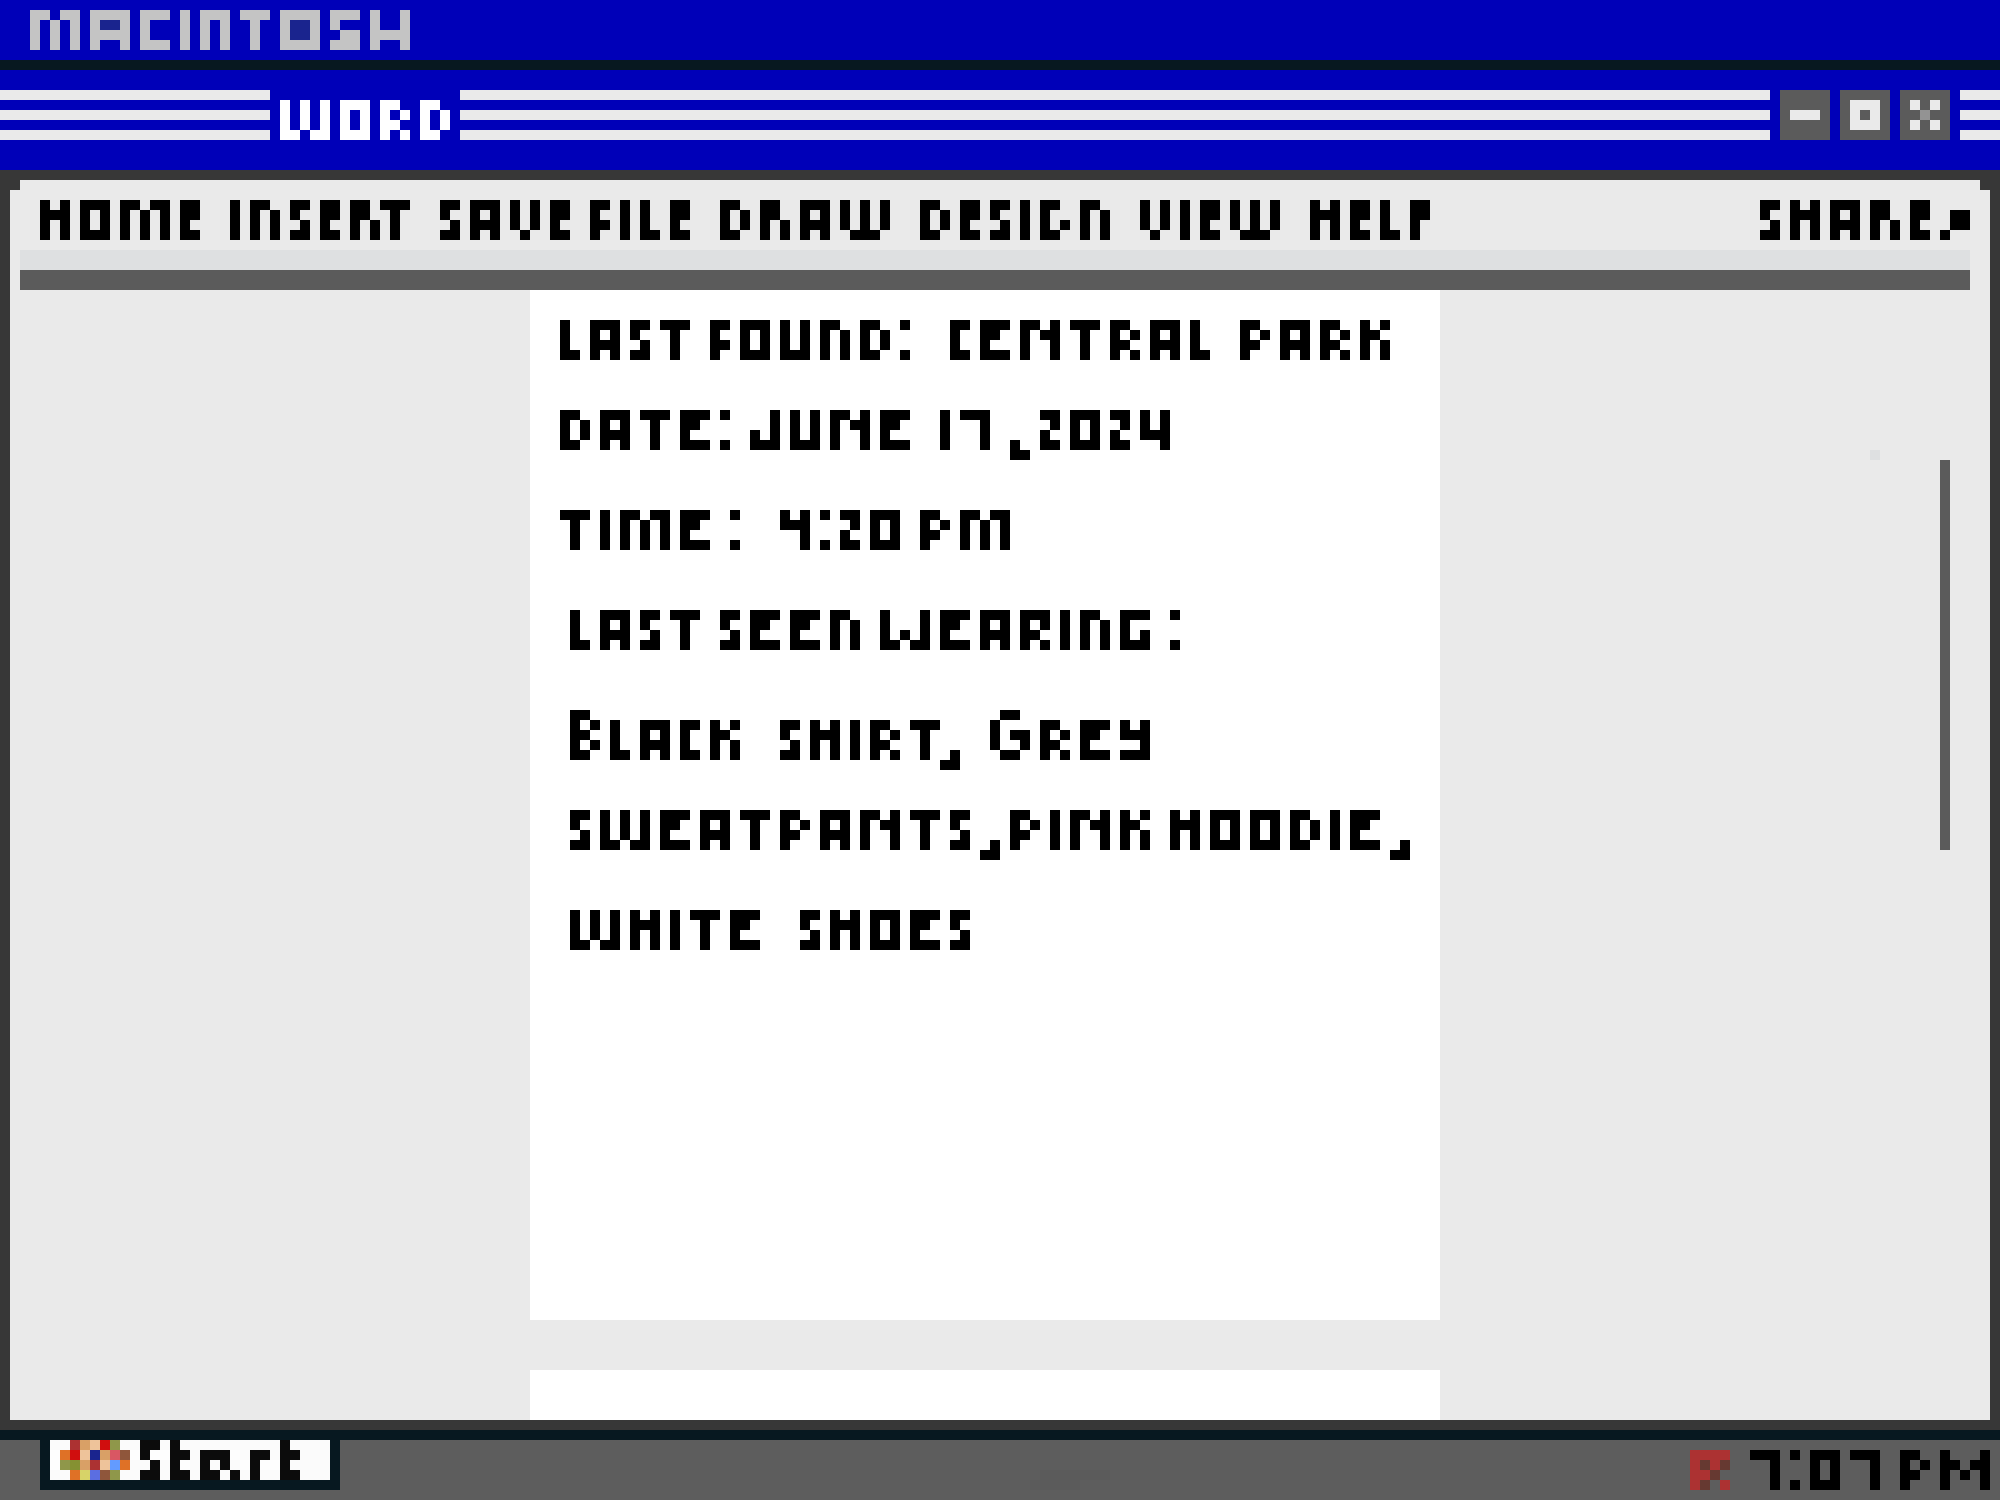 MACINTOSH
WORD
HOME INSERT SAVE FILE DRAW DESIGN VIEW HELP SHARE
LAST FOUND: CENTRAL PARK
DATE: JUNE 17, 2024
TIME: 4:20 PM
LAST SEEN WEARING:
BLACK SHIRT, GREY
SWEATPANTS, PINK HOODIE,
WHITE SHOES
Start 7:07 PM